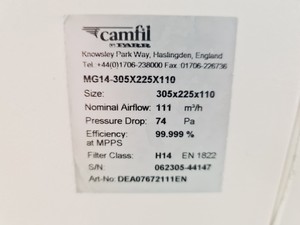 camfil
FARR
Knowsley Park Way, Haslingden, England
Tel. +44(0)1706-238000 Fax. 01706-226736
MG14-305X225X110
Size: 305x225x110
Nominal Airflow: 111 m³/h
Pressure Drop: 74 Pa
Efficiency: 99.999 %
at MPPS
Filter Class: H14 EN 1822
S/N: 062305-44147
Art-No: DEA07672111EN